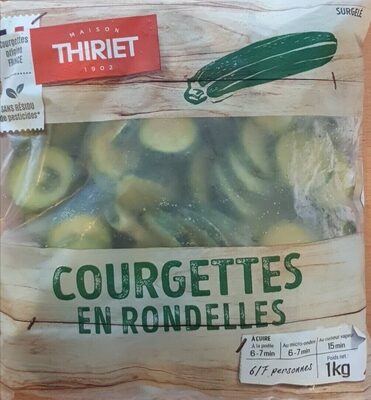 SURGELÉ
Courgettes
origine
FRANCE
MAISON
THIRIET
1902
SANS RÉSIDU
de pesticides*
COURGETTES
EN RONDELLES
À CUIRE
À la poêle
6-7 min
Au micro-ondes
6-7 min
Au cuiseur vapeur
15 min
6/7 personnes
Poids net
1kg